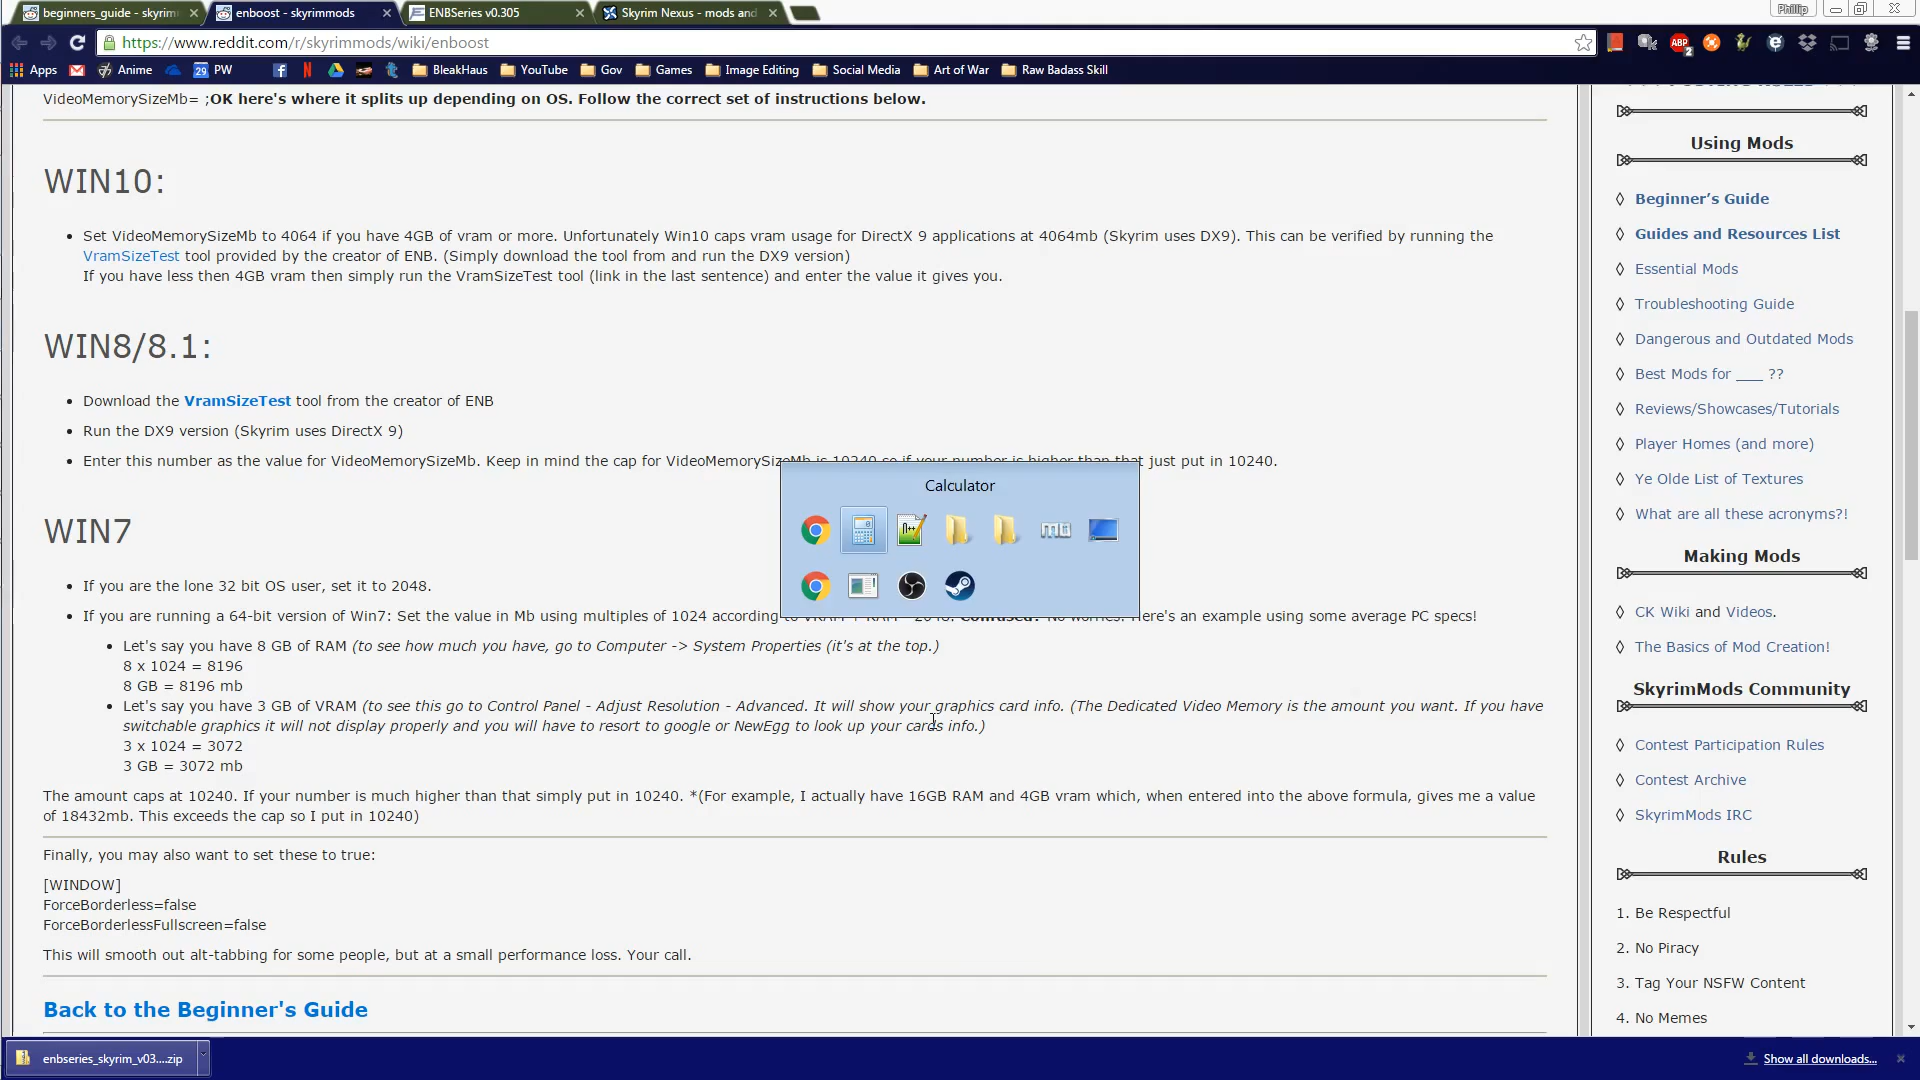 beginners_guide - skyrim
enboost - skyrimmods
ENBSeries v0.305
Skyrim Nexus - mods and
Phillip
https://www.reddit.com/r/skyrimmods/wiki/enboost
ABP
2
Apps
Anime
29 PW
BleakHaus
YouTube
Gov
Games
Image Editing
Social Media
Art of War
Raw Badass Skill
VideoMemorySizeMb= ;OK here's where it splits up depending on OS. Follow the correct set of instructions below.
WIN10:
• Set VideoMemorySizeMb to 4064 if you have 4GB of vram or more. Unfortunately Win10 caps vram usage for DirectX 9 applications at 4064mb (Skyrim uses DX9). This can be verified by running the
VramSizeTest tool provided by the creator of ENB. (Simply download the tool from and run the DX9 version)
If you have less then 4GB vram then simply run the VramSizeTest tool (link in the last sentence) and enter the value it gives you.
WIN8/8.1:
• Download the VramSizeTest tool from the creator of ENB
• Run the DX9 version (Skyrim uses DirectX 9)
• Enter this number as the value for VideoMemorySizeMb. Keep in mind the cap for VideoMemorySizeMb is 10240 so if your number is higher than that just put in 10240.
WIN7
• If you are the lone 32 bit OS user, set it to 2048.
• If you are running a 64-bit version of Win7: Set the value in Mb using multiples of 1024 according to VRAM + RAM - 2048. Confused? No worries. Here's an example using some average PC specs!
• Let's say you have 8 GB of RAM (to see how much you have, go to Computer -> System Properties (it's at the top.)
8 x 1024 = 8196
8 GB = 8196 mb
• Let's say you have 3 GB of VRAM (to see this go to Control Panel - Adjust Resolution - Advanced. It will show your graphics card info. (The Dedicated Video Memory is the amount you want. If you have
switchable graphics it will not display properly and you will have to resort to google or NewEgg to look up your cards info.)
3 x 1024 = 3072
3 GB = 3072 mb
The amount caps at 10240. If your number is much higher than that simply put in 10240. *(For example, I actually have 16GB RAM and 4GB vram which, when entered into the above formula, gives me a value
of 18432mb. This exceeds the cap so I put in 10240)
Finally, you may also want to set these to true:
[WINDOW]
ForceBorderless=false
ForceBorderlessFullscreen=false
This will smooth out alt-tabbing for some people, but at a small performance loss. Your call.
Back to the Beginner's Guide
Calculator
Using Mods
◊ Beginner’s Guide
◊ Guides and Resources List
◊ Essential Mods
◊ Troubleshooting Guide
◊ Dangerous and Outdated Mods
◊ Best Mods for ___ ??
◊ Reviews/Showcases/Tutorials
◊ Player Homes (and more)
◊ Ye Olde List of Textures
◊ What are all these acronyms?!
Making Mods
◊ CK Wiki and Videos.
◊ The Basics of Mod Creation!
SkyrimMods Community
◊ Contest Participation Rules
◊ Contest Archive
◊ SkyrimMods IRC
Rules
1. Be Respectful
2. No Piracy
3. Tag Your NSFW Content
4. No Memes
enbseries_skyrim_v03....zip
Show all downloads...